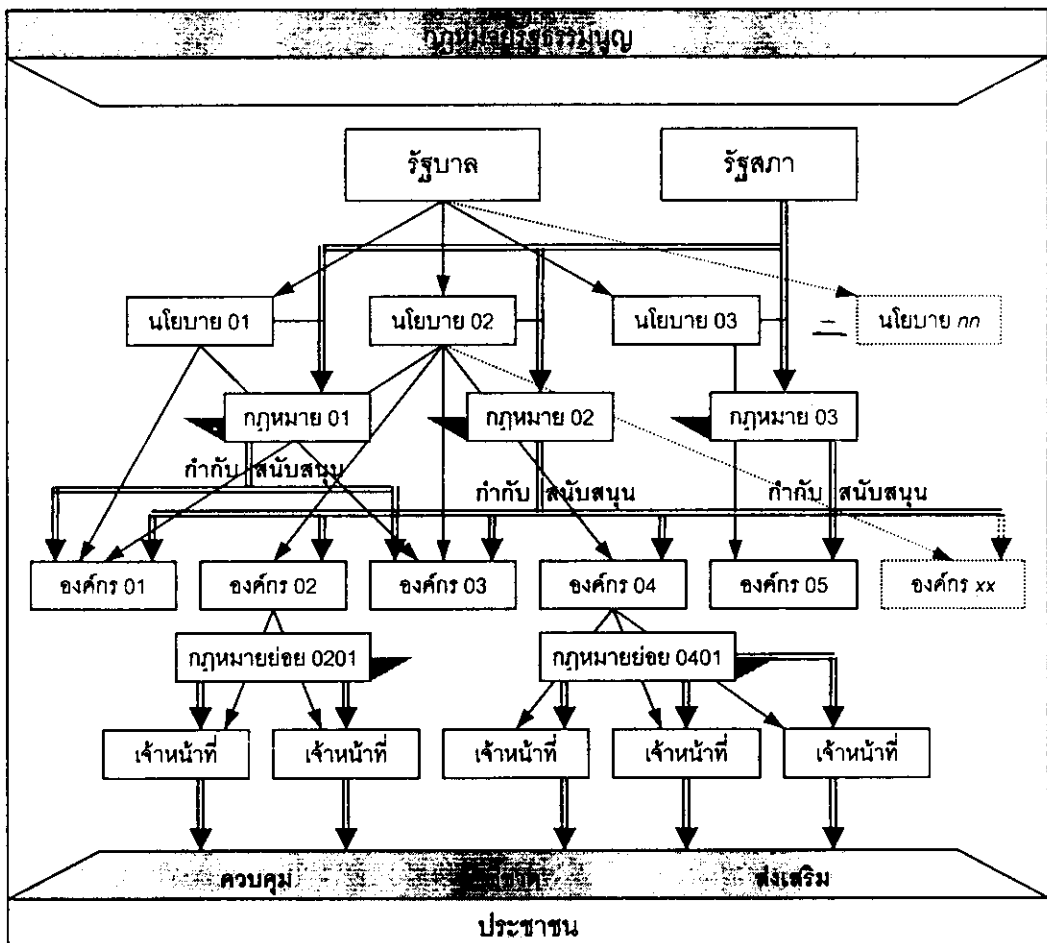 กฎหมายรัฐธรรมนูญ
รัฐบาล รัฐสภา
นโยบาย 01 นโยบาย 02 นโยบาย 03 นโยบาย nn
กฎหมาย 01 กฎหมาย 02 กฎหมาย 03
กำกับ สนับสนุน กำกับ สนับสนุน กำกับ สนับสนุน
องค์กร 01 องค์กร 02 องค์กร 03 องค์กร 04 องค์กร 05 องค์กร xx
กฎหมายย่อย 0201 กฎหมายย่อย 0401
เจ้าหน้าที่ เจ้าหน้าที่ เจ้าหน้าที่ เจ้าหน้าที่ เจ้าหน้าที่
ควบคุม ส่งเสริม
ประชาชน